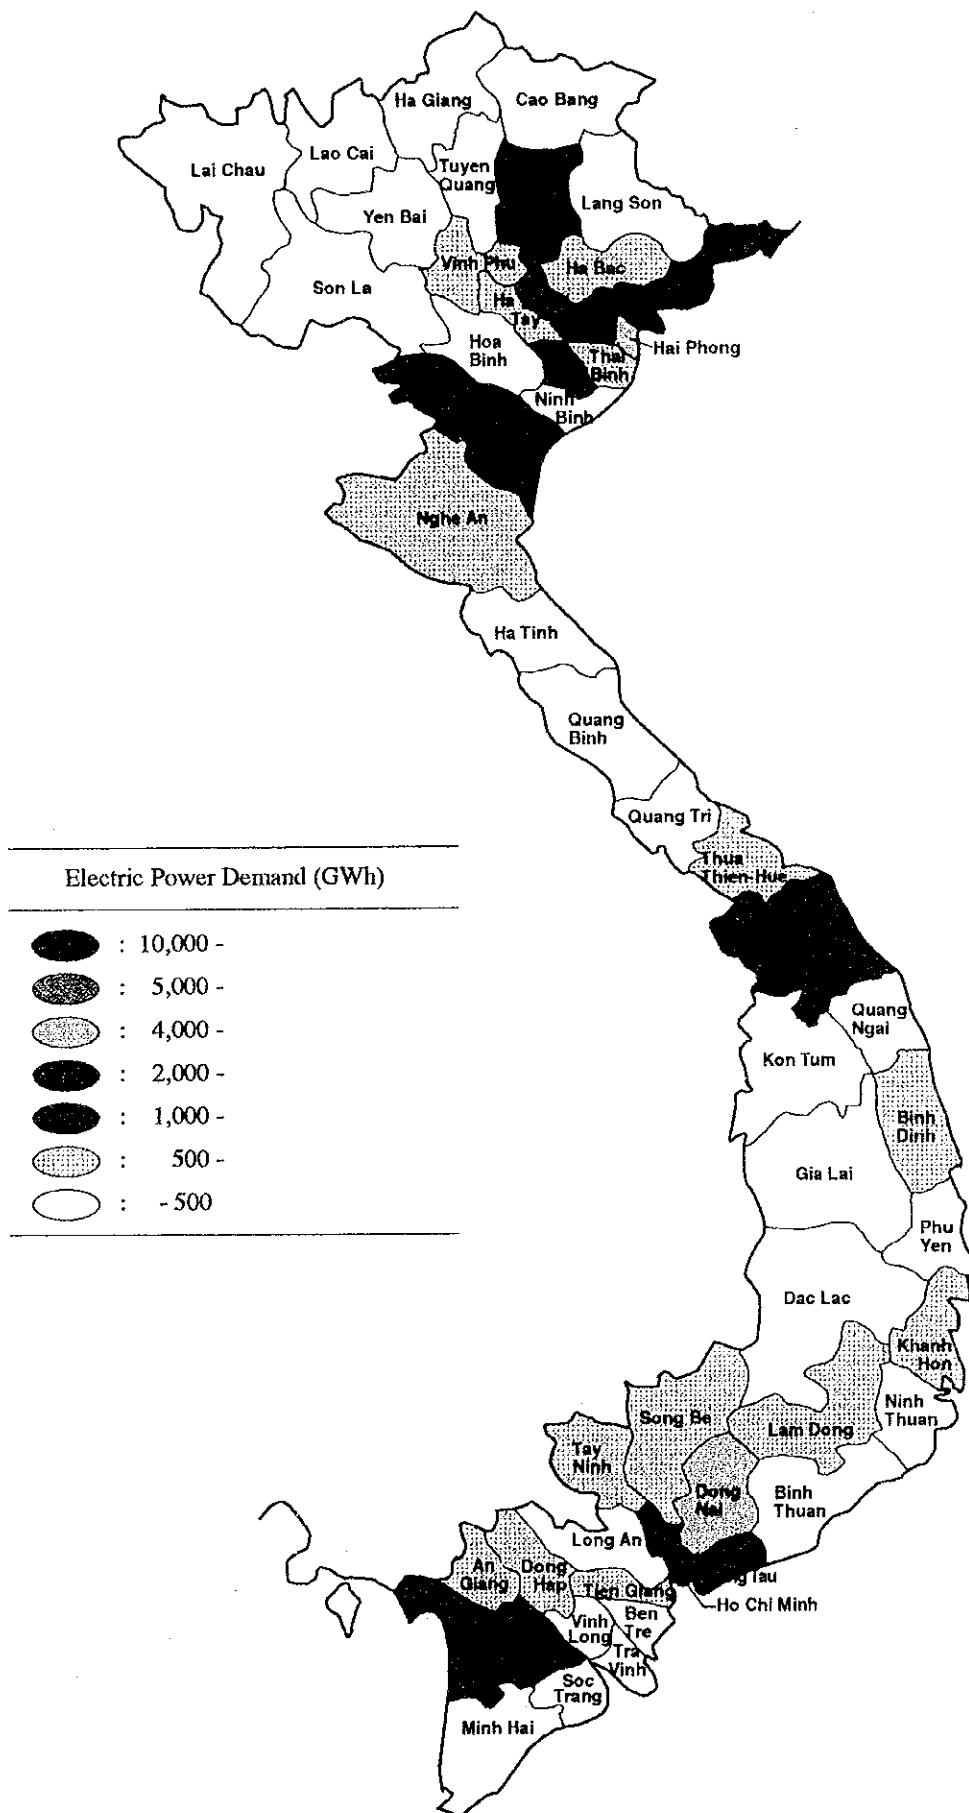 Ha Giang
Cao Bang
Lao Cai
Lai Chau
Tuyen
Quang
Lang Son
Yen Bai
Vinh Phu
Ha Bac
Son La
Ha
Tay
Hoa
Binh
Hai Phong
Thai
Binh
Ninh
Binh
Nghe An
Ha Tinh
Quang
Binh
Quang Tri
Thua
Thien-Hue
Electric Power Demand (GWh)
: 10,000 -
: 5,000 -
: 4,000 -
: 2,000 -
: 1,000 -
: 500 -
: - 500
Quang
Ngai
Kon Tum
Binh
Dinh
Gia Lai
Phu
Yen
Dac Lac
Khanh
Hon
Ninh
Thuan
Song Be
Lam Dong
Tay
Ninh
Dong
Nai
Binh
Thuan
Long An
An
Giang
Dong
Hap
Tien Giang
Tau
Ho Chi Minh
Vinh
Long
Ben
Tre
Tra
Vinh
Soc
Trang
Minh Hai